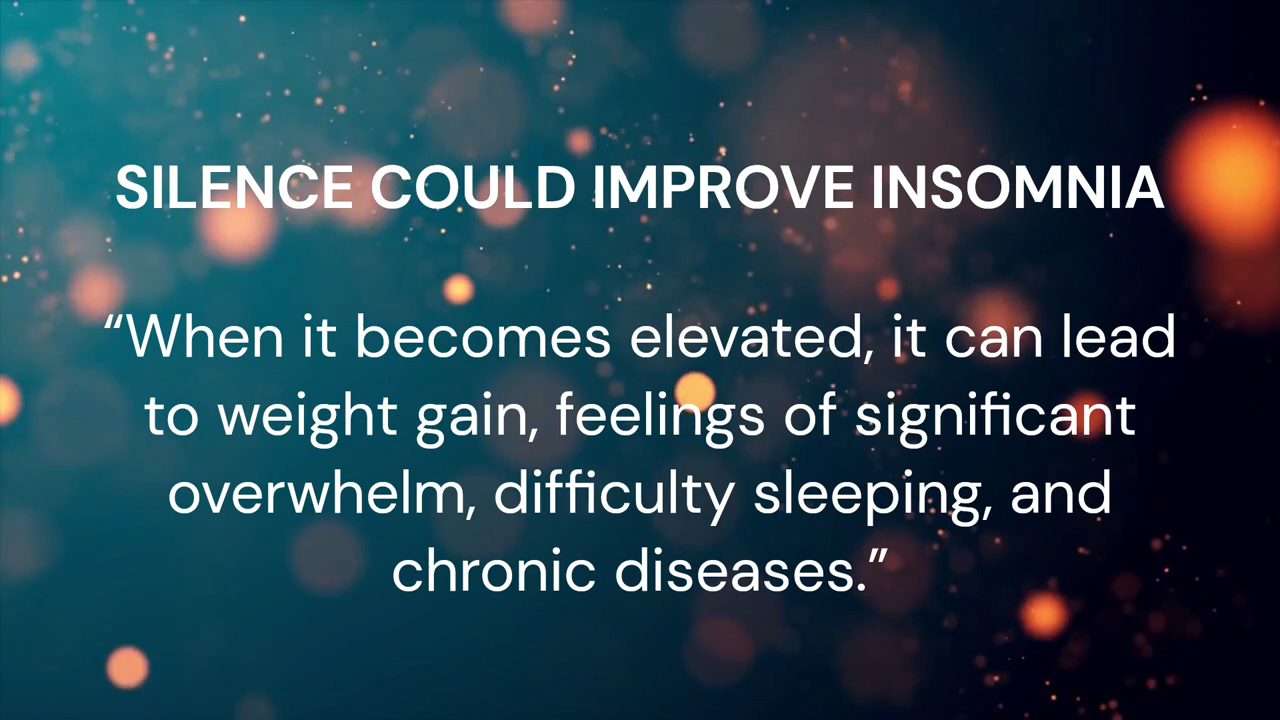 SILENCE COULD IMPROVE INSOMNIA
“When it becomes elevated, it can lead
to weight gain, feelings of significant
overwhelm, difficulty sleeping, and
chronic diseases.”